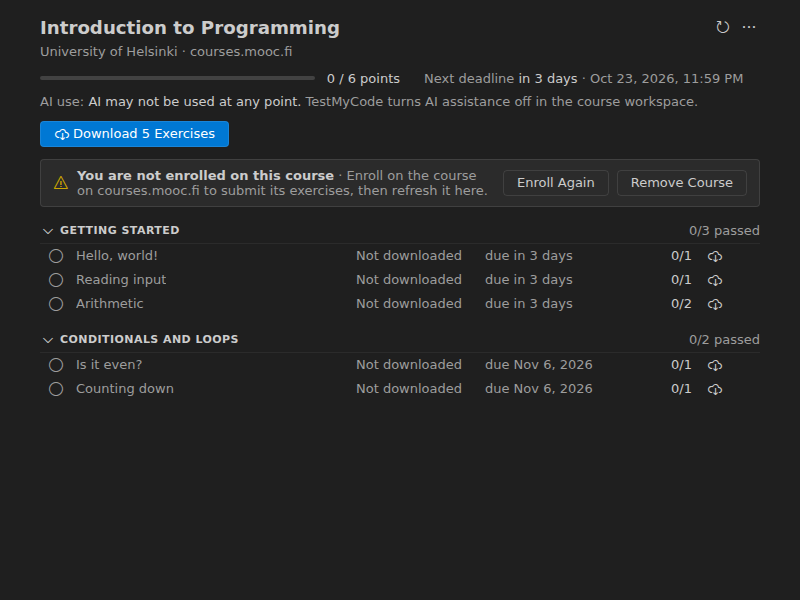 Introduction to Programming
University of Helsinki · courses.mooc.fi
0 / 6 points Next deadline in 3 days · Oct 23, 2026, 11:59 PM
AI use: AI may not be used at any point. TestMyCode turns AI assistance off in the course workspace.
Download 5 Exercises
You are not enrolled on this course · Enroll on the course
on courses.mooc.fi to submit its exercises, then refresh it here.
Enroll Again Remove Course
GETTING STARTED 0/3 passed
Hello, world! Not downloaded due in 3 days 0/1
Reading input Not downloaded due in 3 days 0/1
Arithmetic Not downloaded due in 3 days 0/2
CONDITIONALS AND LOOPS 0/2 passed
Is it even? Not downloaded due Nov 6, 2026 0/1
Counting down Not downloaded due Nov 6, 2026 0/1